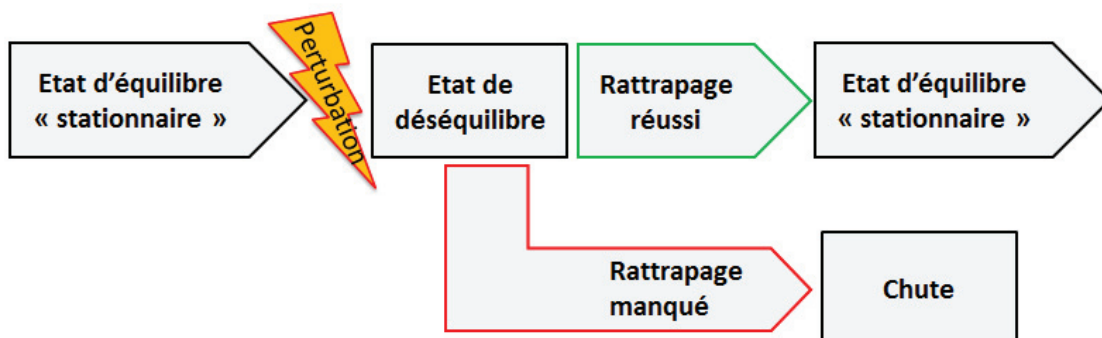 Etat d'équilibre
« stationnaire »
Perturbation
Etat de
déséquilibre
Rattrapage
réussi
Etat d'équilibre
« stationnaire »
Rattrapage
manqué
Chute